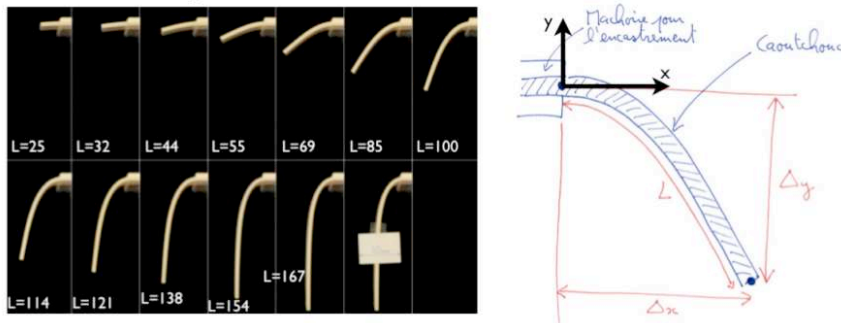 L=25
L=32
L=44
L=55
L=69
L=85
L=100
L=114
L=121
L=138
L=154
L=167
y
Machoire pour
l'encastrement
Caoutchouc
x
L
Δy
Δx